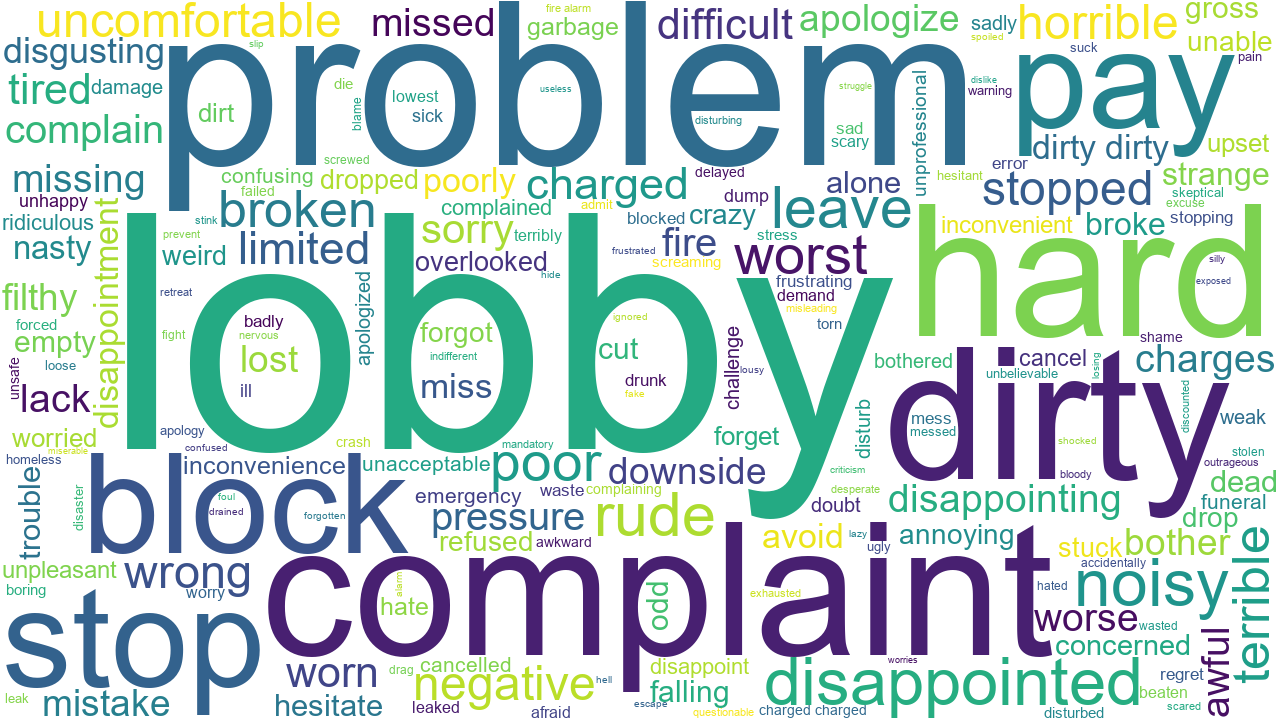 uncomfortable
missed
fire alarm
garbage
difficult
apologize
sadly
horrible
gross
disgusting
slip
problem
spoiled
suck
unable
pain
tired
damage
die
lowest
useless
struggle
dislike
warning
pay
complain
dirt
blame
sick
disturbing
sad
scary
unprofessional
dirty dirty
upset
missing
confusing
screwed
dropped
poorly
charged
delayed
alone
hesitant
error
stopped
strange
unhappy
failed
broken
complained
admit
dump
leave
skeptical
excuse
ridiculous
stink
sorry
terribly
blocked
crazy
inconvenient
broke
stopping
nasty
disappointment
prevent
weird
limited
overlooked
frustrated
fire
stress
worst
hard
silly
filthy
retreat
apologized
hide
screaming
frustrating
demand
misleading
exposed
forced
empty
lobby
badly
nervous
forgot
ignored
torn
shame
fight
lost
indifferent
cut
challenge
bothered
cancel
charges
unsafe
loose
lack
ill
miss
drunk
fake
lousy
unbelievable
losing
dirty
discounted
worried
miserable
apology
confused
crash
mandatory
forget
disturb
mess
messed
shocked
weak
homeless
inconvenience
unacceptable
poor
downside
criticism
bloody
stolen
outrageous
trouble
disaster
block
foul
drained
forgotten
emergency
waste
complaining
desperate
doubt
disappointing
dead
funeral
pressure
rude
lazy
drop
unpleasant
wrong
refused
awkward
avoid
ugly
annoying
stuck
bother
accidentally
boring
worry
complaint
alarm
hate
odd
exhausted
hated
noisy
terrible
stop
worse
wasted
worn
drag
cancelled
disappoint
worries
concerned
awful
leak
mistake
hesitate
leaked
negative
hell
falling
disappointed
regret
beaten
afraid
escape
questionable
charged charged
disturbed
scared